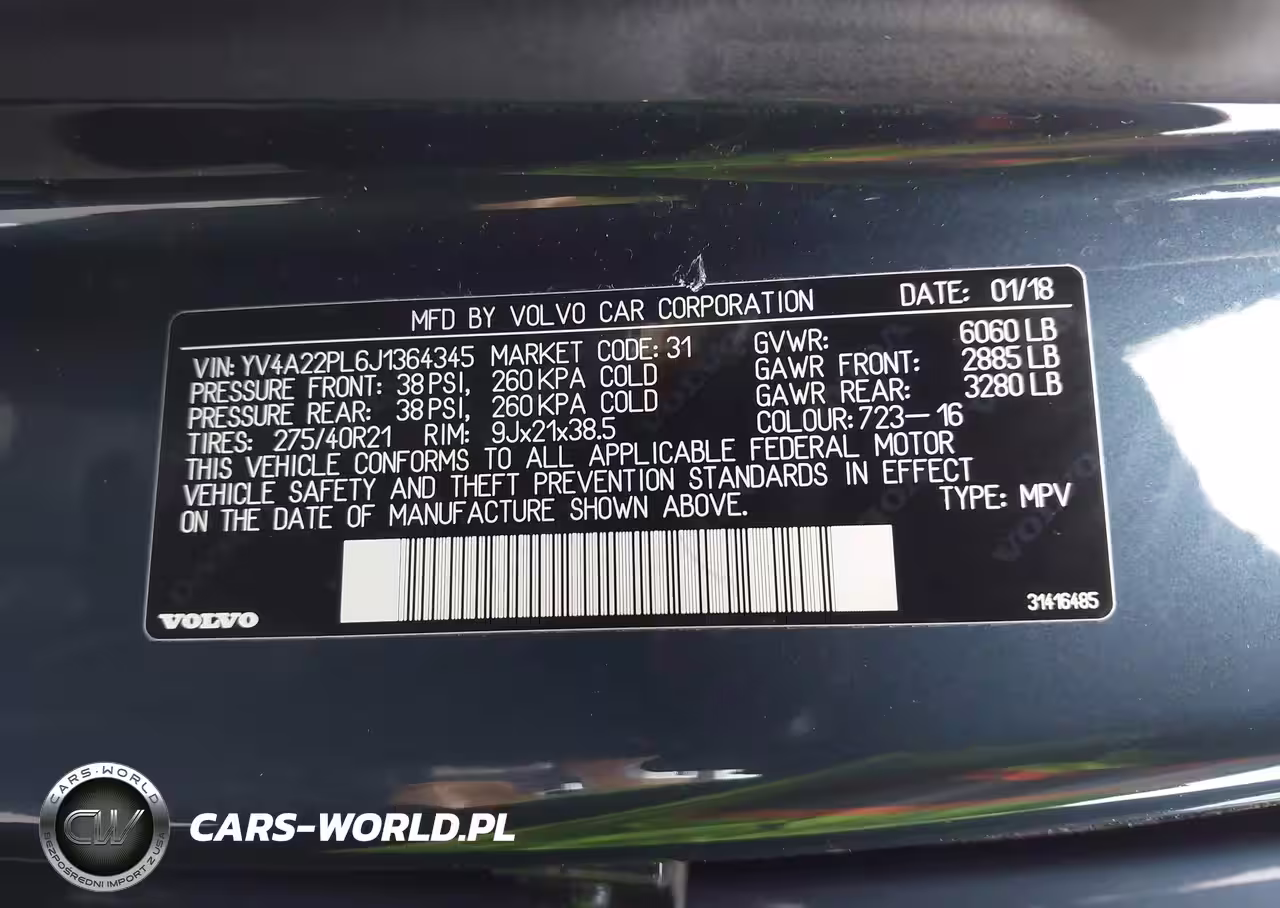 MFD BY VOLVO CAR CORPORATION DATE: 01/18
VIN: YV4A22PL6J1364345 MARKET CODE: 31 GVWR: 6060 LB
PRESSURE FRONT: 38 PSI, 260 KPA COLD GAWR FRONT: 2885 LB
PRESSURE REAR: 38 PSI, 260 KPA COLD GAWR REAR: 3280 LB
TIRES: 275/40R21 RIM: 9Jx21x38.5 COLOUR: 723-16
THIS VEHICLE CONFORMS TO ALL APPLICABLE FEDERAL MOTOR
VEHICLE SAFETY AND THEFT PREVENTION STANDARDS IN EFFECT
ON THE DATE OF MANUFACTURE SHOWN ABOVE. TYPE: MPV
VOLVO 31416485
CARS·WORLD
CW
BEZPOŚREDNI IMPORT Z USA
CARS-WORLD.PL